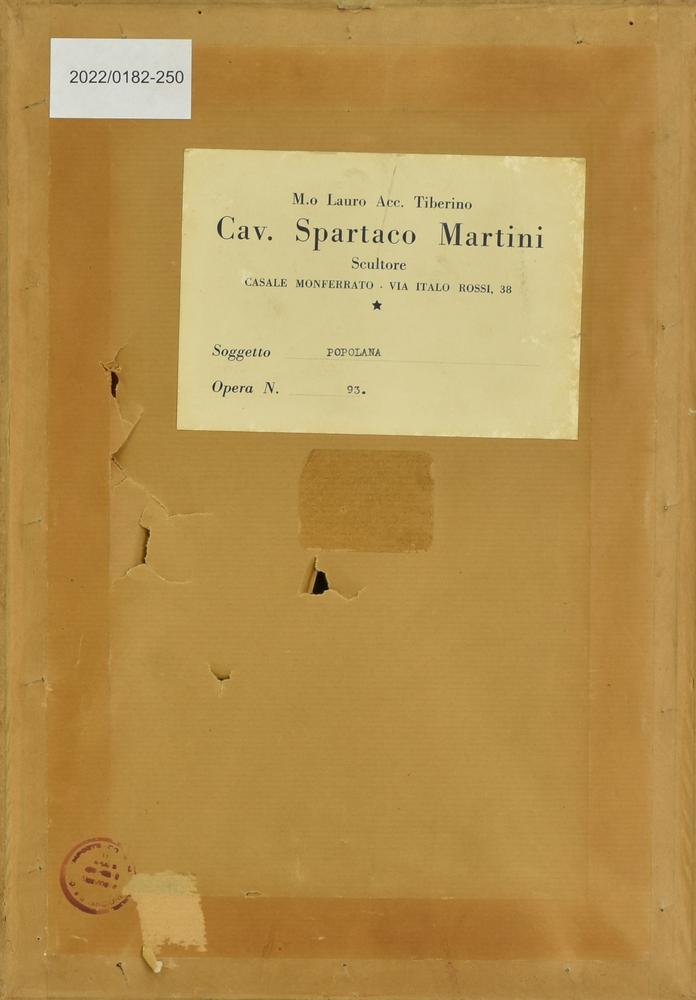 2022/0182-250
M.o Lauro Acc. Tiberino
Cav. Spartaco Martini
Scultore
CASALE MONFERRATO - VIA ITALO ROSSI, 38
Soggetto POPOLANA
Opera N. 93.